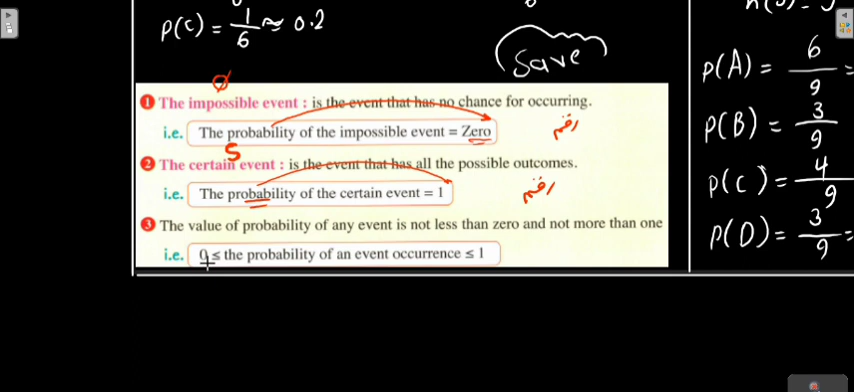 P(C) = 1/6 ≈ 0.2
Save
∅
1 The impossible event : is the event that has no chance for occurring.
i.e. The probability of the impossible event = Zero
رقم
S
2 The certain event : is the event that has all the possible outcomes.
i.e. The probability of the certain event = 1
رقم
3 The value of probability of any event is not less than zero and not more than one
i.e. 0 ≤ the probability of an event occurrence ≤ 1
P(A) = 6/9 =
P(B) = 3/9
P(C) = 4/9
P(D) = 3/9 =